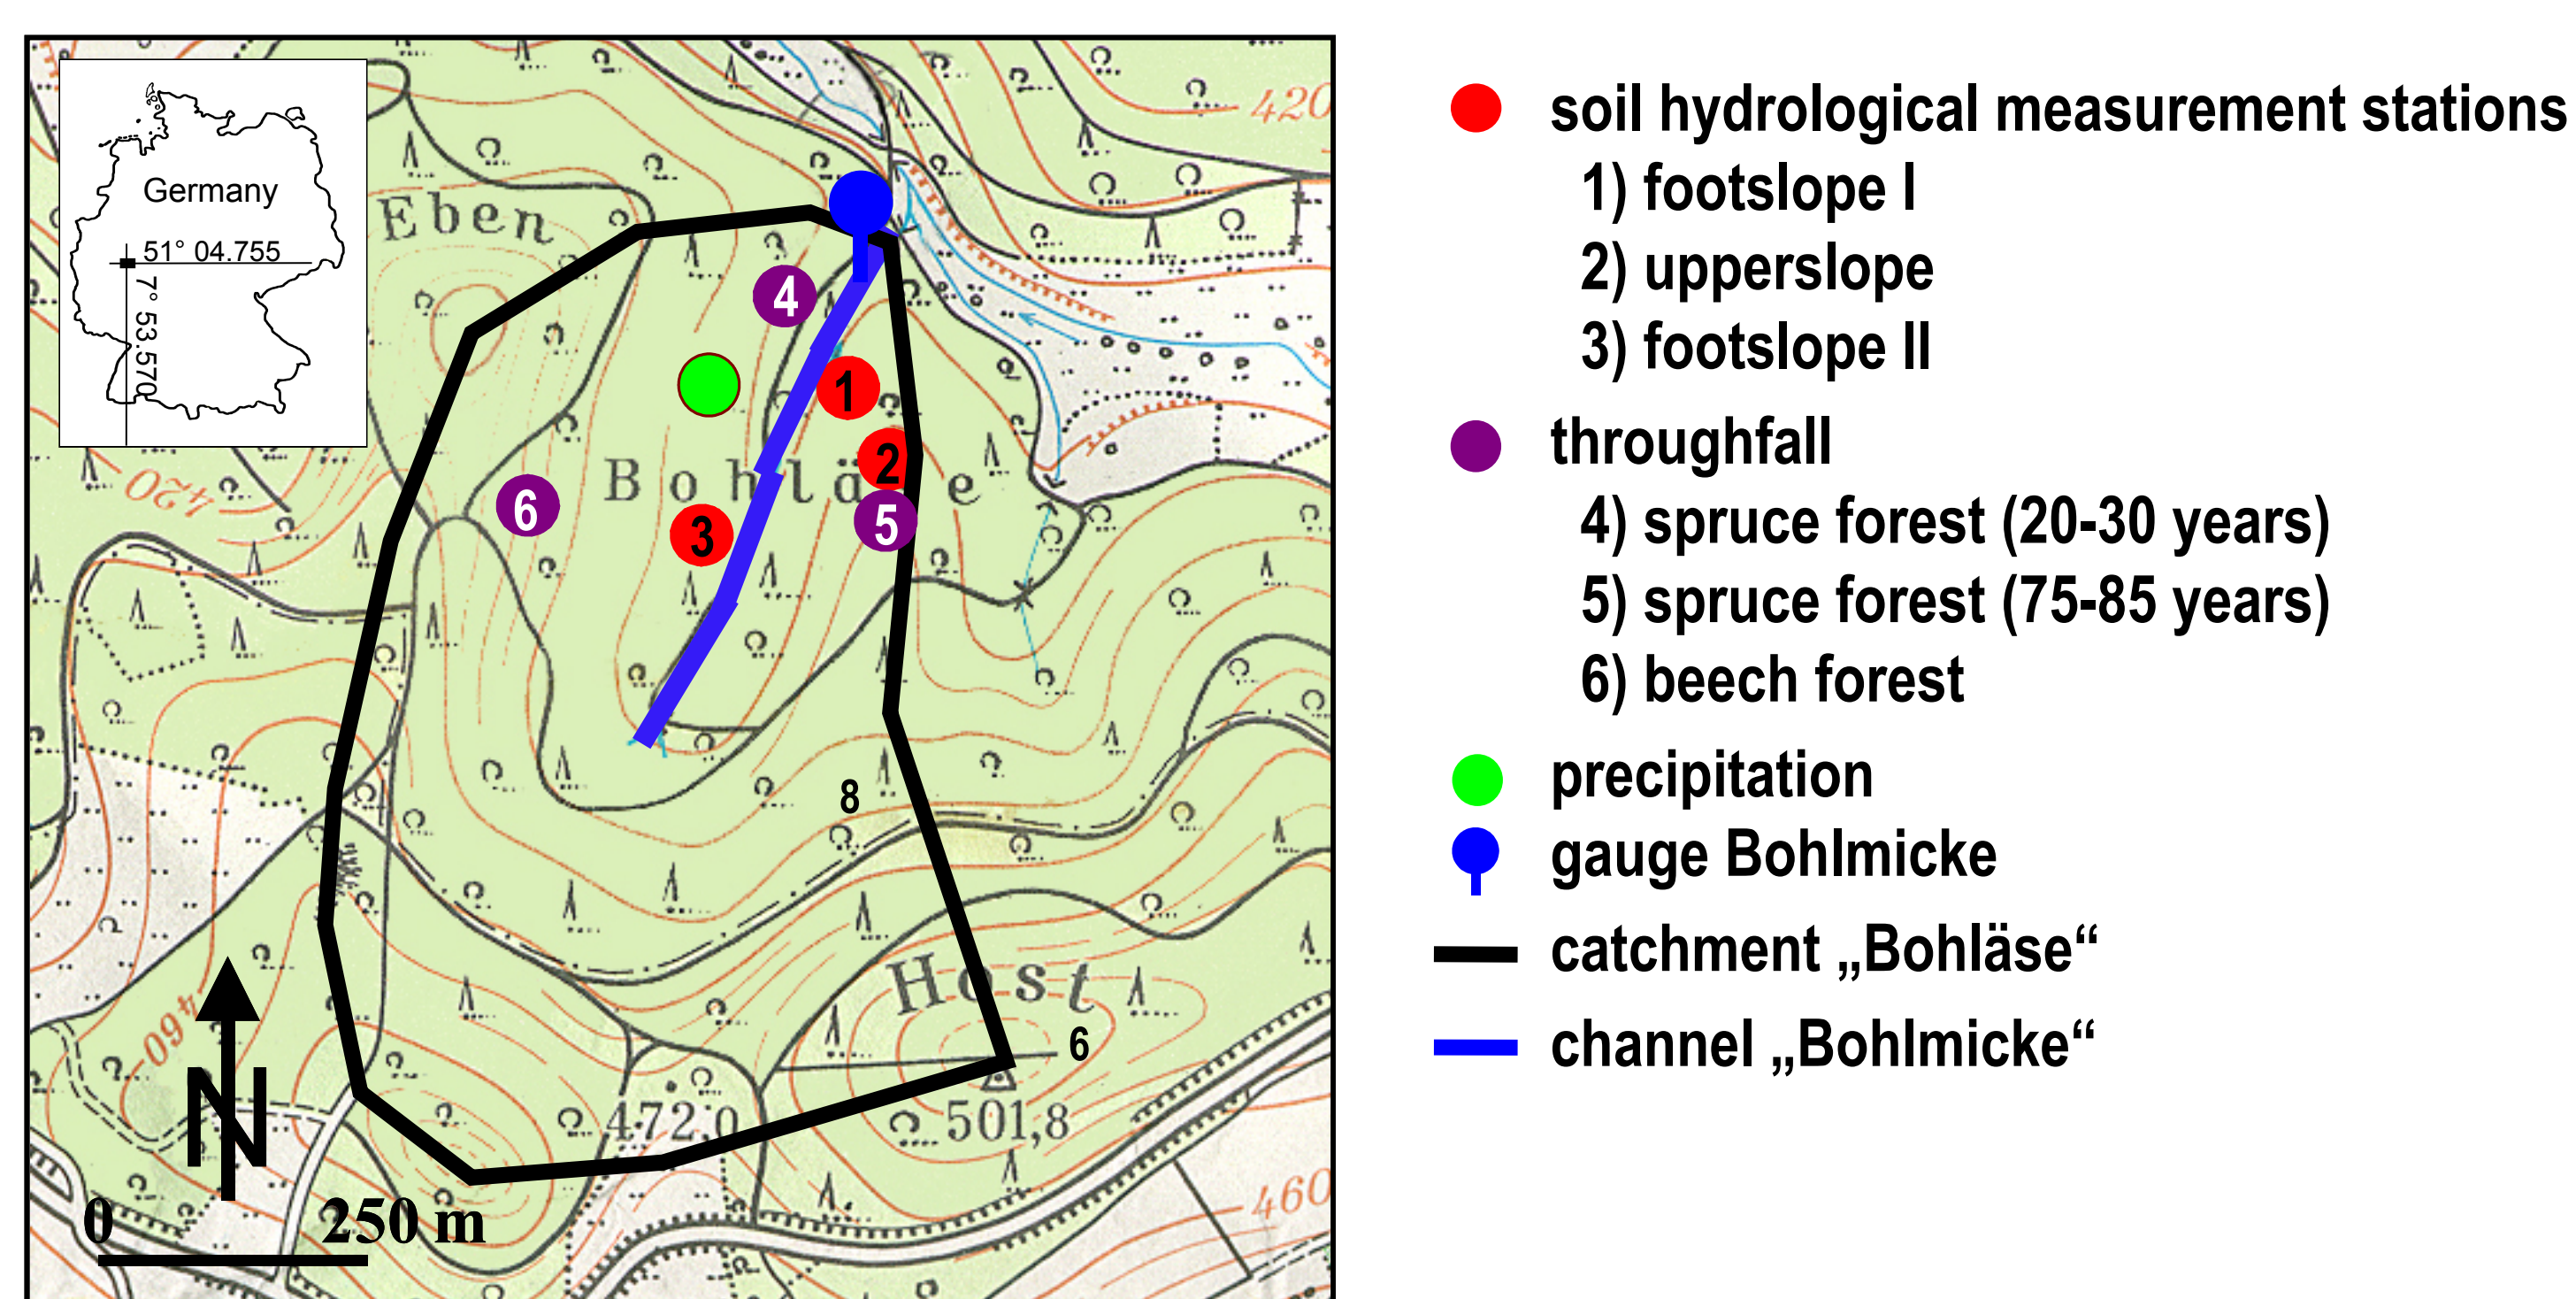 Germany
51° 04.755
7° 53.570
Eben
420
420
4
1
Bohlä e
2
6
5
3
8
Host
6
472,0
501,8
460
460
N
0 250 m
soil hydrological measurement stations
1) footslope I
2) upperslope
3) footslope II
throughfall
4) spruce forest (20-30 years)
5) spruce forest (75-85 years)
6) beech forest
precipitation
gauge Bohlmicke
catchment „Bohläse“
channel „Bohlmicke“